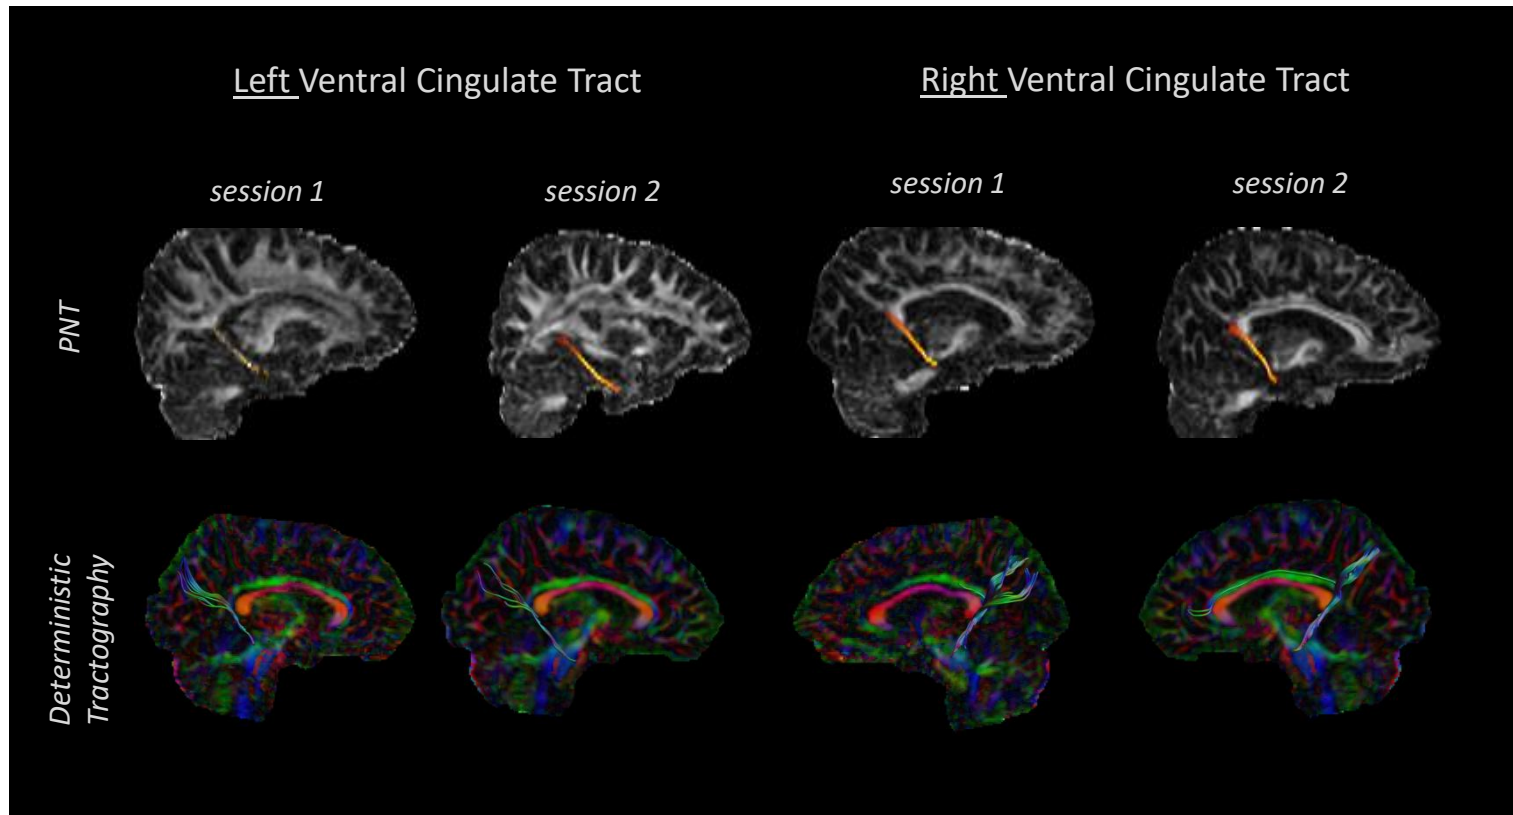 Left Ventral Cingulate Tract
Right Ventral Cingulate Tract
session 1
session 2
session 1
session 2
PNT
Deterministic
Tractography